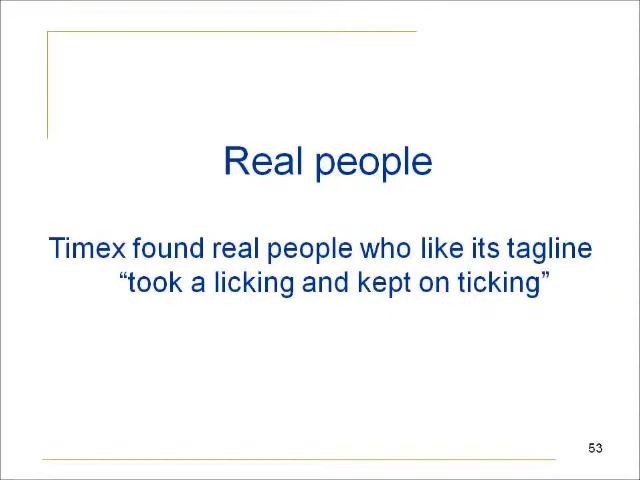 Real people
Timex found real people who like its tagline
“took a licking and kept on ticking”
53